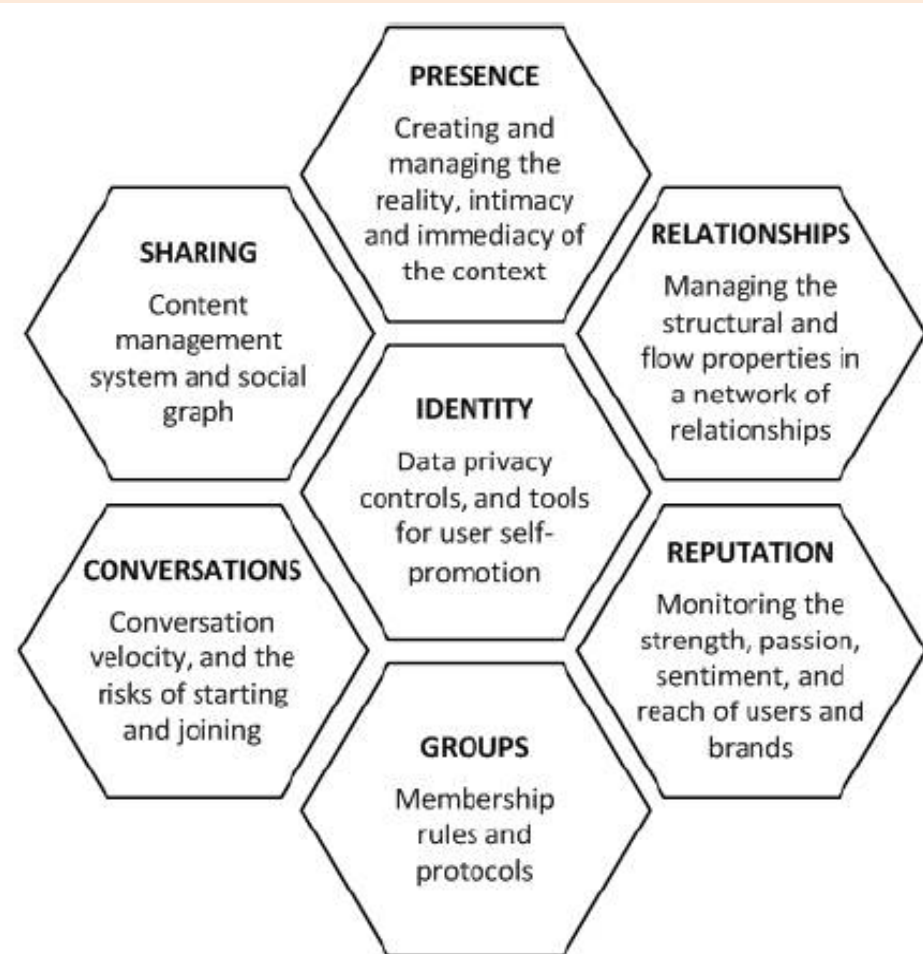 PRESENCE
Creating and
managing the
reality, intimacy
and immediacy of
the context
SHARING
Content
management
system and social
graph
RELATIONSHIPS
Managing the
structural and
flow properties in
a network of
relationships
IDENTITY
Data privacy
controls, and tools
for user self-
promotion
CONVERSATIONS
Conversation
velocity, and the
risks of starting
and joining
REPUTATION
Monitoring the
strength, passion,
sentiment, and
reach of users and
brands
GROUPS
Membership
rules and
protocols